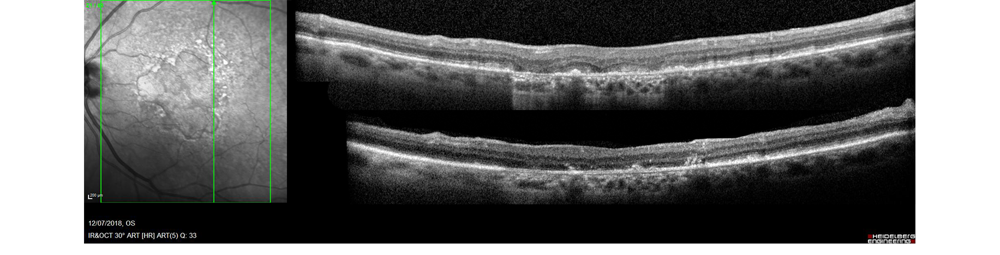 200 µm
12/07/2018, OS
IR&OCT 30° ART [HR] ART(5) Q: 33
HEIDELBERG
ENGINEERING